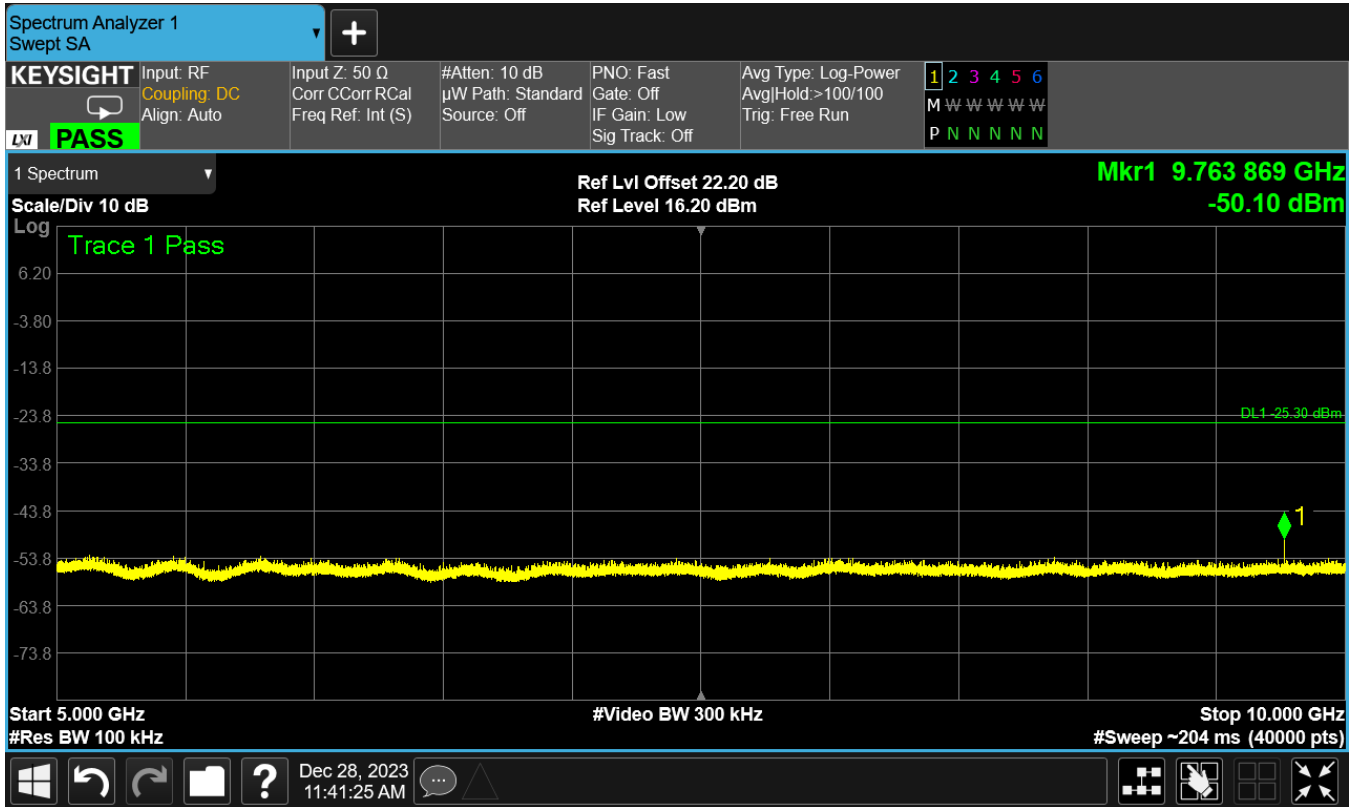 Spectrum Analyzer 1
Swept SA
KEYSIGHT
LXI PASS
Input: RF
Coupling: DC
Align: Auto
Input Z: 50 Ω
Corr CCorr RCal
Freq Ref: Int (S)
#Atten: 10 dB
µW Path: Standard
Source: Off
PNO: Fast
Gate: Off
IF Gain: Low
Sig Track: Off
Avg Type: Log-Power
Avg|Hold:>100/100
Trig: Free Run
1 2 3 4 5 6
M W W W W W
P N N N N N
1 Spectrum
Scale/Div 10 dB
Ref Lvl Offset 22.20 dB
Ref Level 16.20 dBm
Mkr1 9.763 869 GHz
-50.10 dBm
Log
Trace 1 Pass
6.20
-3.80
-13.8
-23.8
DL1 -25.30 dBm
-33.8
-43.8
1
-53.8
-63.8
-73.8
Start 5.000 GHz
#Video BW 300 kHz
Stop 10.000 GHz
#Res BW 100 kHz
#Sweep ~204 ms (40000 pts)
?
Dec 28, 2023
11:41:25 AM